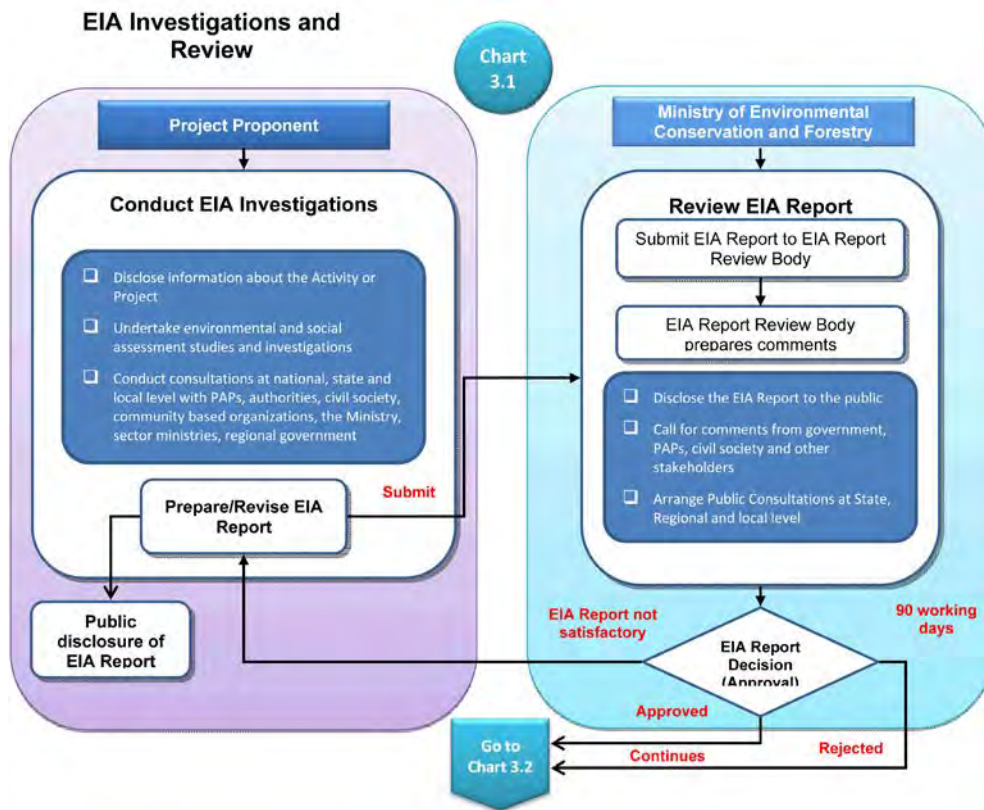 EIA Investigations and
Review
Chart
3.1
Project Proponent
Conduct EIA Investigations
Disclose information about the Activity or
Project
Undertake environmental and social
assessment studies and investigations
Conduct consultations at national, state and
local level with PAPs, authorities, civil society,
community based organizations, the Ministry,
sector ministries, regional government
Prepare/Revise EIA
Report
Submit
Public
disclosure of
EIA Report
Ministry of Environmental
Conservation and Forestry
Review EIA Report
Submit EIA Report to EIA Report
Review Body
EIA Report Review Body
prepares comments
Disclose the EIA Report to the public
Call for comments from government,
PAPs, civil society and other
stakeholders
Arrange Public Consultations at State,
Regional and local level
EIA Report not
satisfactory
90 working
days
EIA Report
Decision
(Approval)
Approved
Continues
Rejected
Go to
Chart 3.2